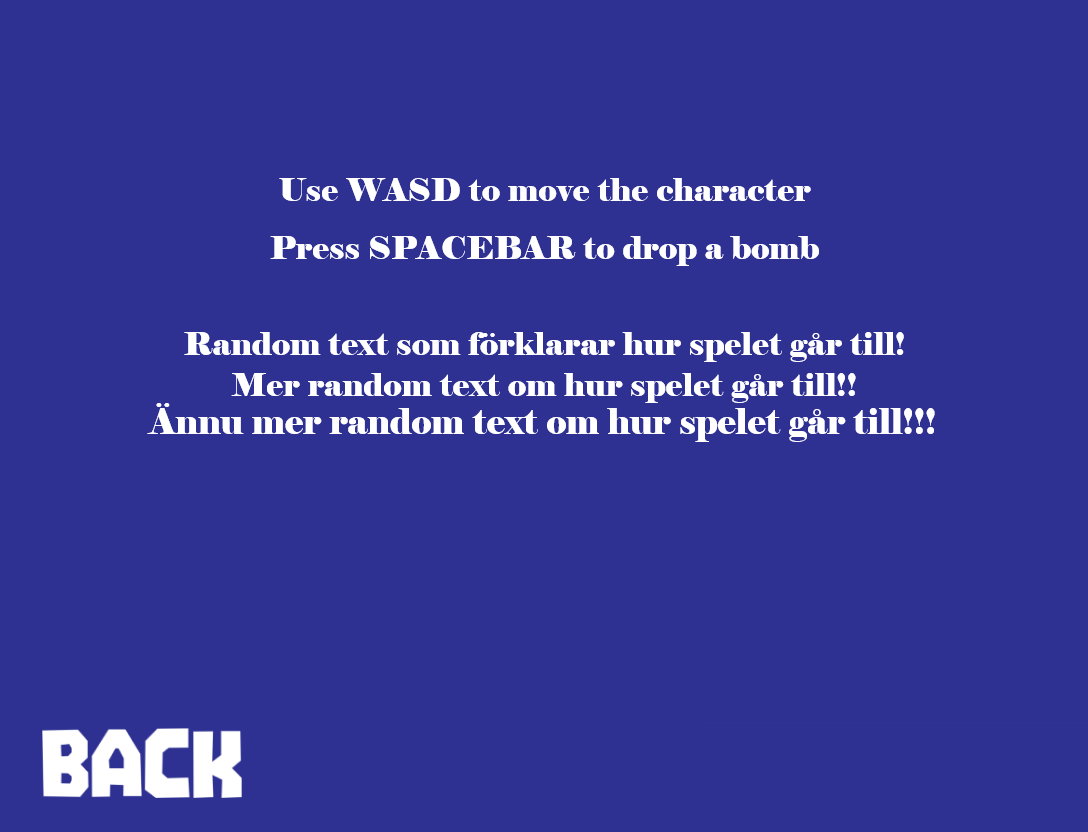 Use WASD to move the character
Press SPACEBAR to drop a bomb
Random text som förklarar hur spelet går till!
Mer random text om hur spelet går till!!
Ännu mer random text om hur spelet går till!!!
BACK